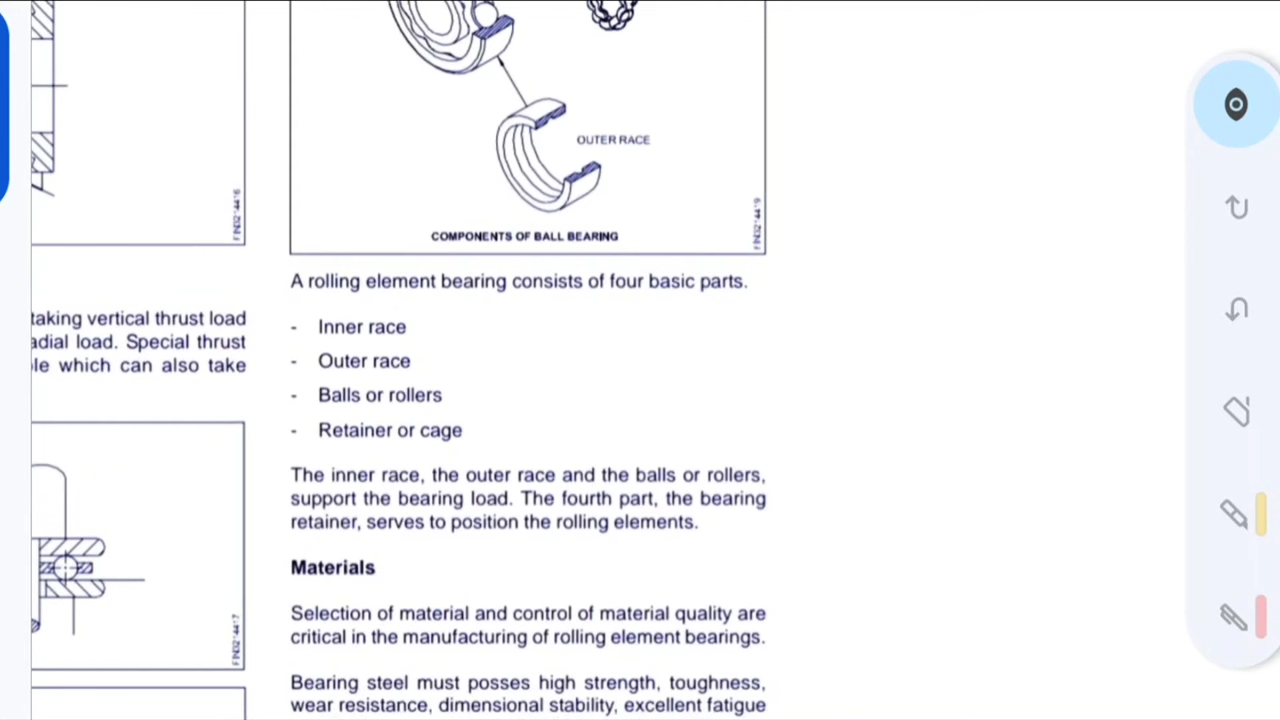 FIN3214416
taking vertical thrust load
adial load. Special thrust
le which can also take
FIN3214417
OUTER RACE
FIN3214419
COMPONENTS OF BALL BEARING
A rolling element bearing consists of four basic parts.
- Inner race
- Outer race
- Balls or rollers
- Retainer or cage
The inner race, the outer race and the balls or rollers,
support the bearing load. The fourth part, the bearing
retainer, serves to position the rolling elements.
Materials
Selection of material and control of material quality are
critical in the manufacturing of rolling element bearings.
Bearing steel must posses high strength, toughness,
wear resistance, dimensional stability, excellent fatigue